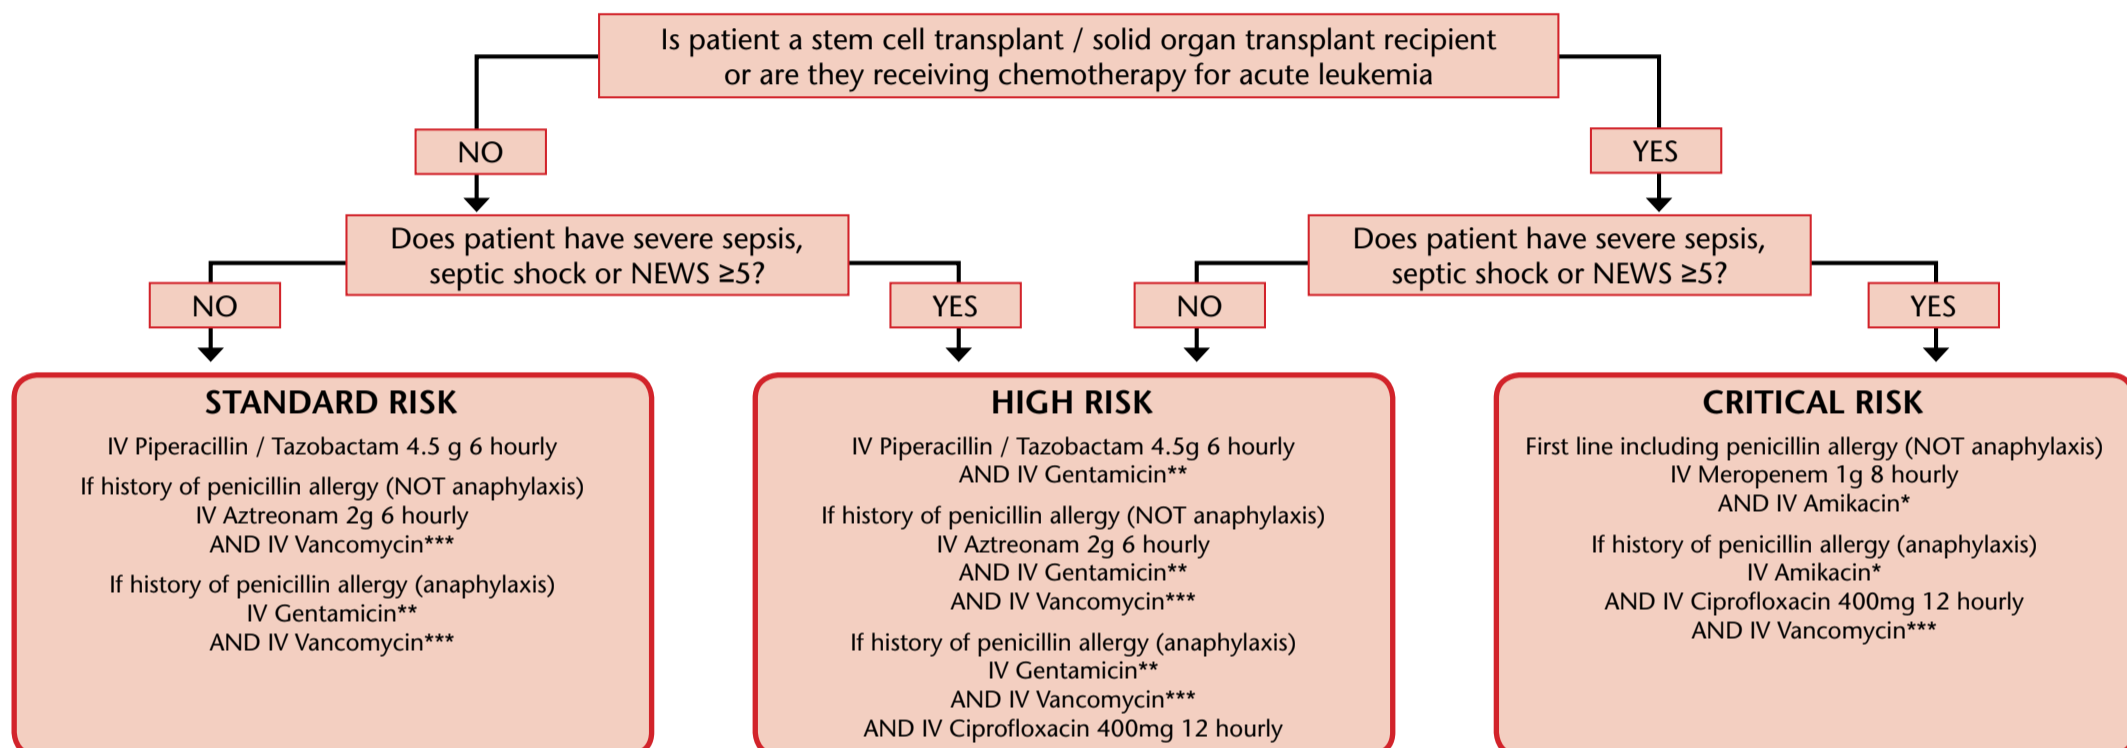 Is patient a stem cell transplant / solid organ transplant recipient
or are they receiving chemotherapy for acute leukemia
NO
YES
Does patient have severe sepsis,
septic shock or NEWS ≥5?
Does patient have severe sepsis,
septic shock or NEWS ≥5?
NO
YES
NO
YES
STANDARD RISK
IV Piperacillin / Tazobactam 4.5 g 6 hourly
If history of penicillin allergy (NOT anaphylaxis)
IV Aztreonam 2g 6 hourly
AND IV Vancomycin***
If history of penicillin allergy (anaphylaxis)
IV Gentamicin**
AND IV Vancomycin***
HIGH RISK
IV Piperacillin / Tazobactam 4.5g 6 hourly
AND IV Gentamicin**
If history of penicillin allergy (NOT anaphylaxis)
IV Aztreonam 2g 6 hourly
AND IV Gentamicin**
AND IV Vancomycin***
If history of penicillin allergy (anaphylaxis)
IV Gentamicin**
AND IV Vancomycin***
AND IV Ciprofloxacin 400mg 12 hourly
CRITICAL RISK
First line including penicillin allergy (NOT anaphylaxis)
IV Meropenem 1g 8 hourly
AND IV Amikacin*
If history of penicillin allergy (anaphylaxis)
IV Amikacin*
AND IV Ciprofloxacin 400mg 12 hourly
AND IV Vancomycin***